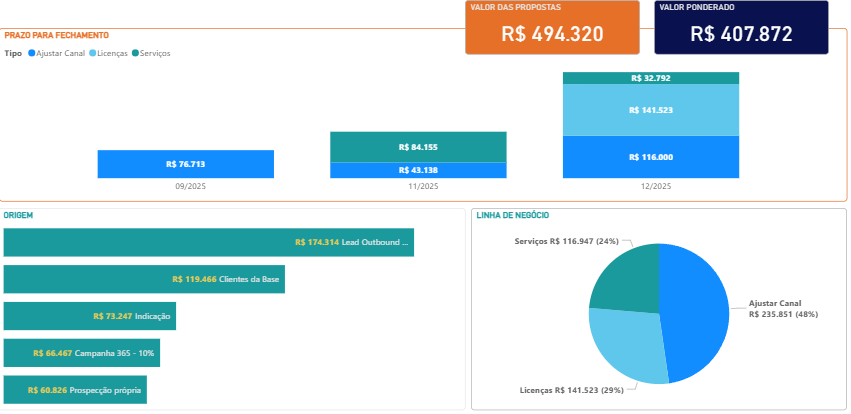 VALOR DAS PROPOSTAS
R$ 494.320
VALOR PONDERADO
R$ 407.872
PRAZO PARA FECHAMENTO
Tipo Ajustar Canal Licenças Serviços
R$ 76.713
R$ 84.155
R$ 43.138
R$ 32.792
R$ 141.523
R$ 116.000
09/2025
11/2025
12/2025
ORIGEM
R$ 174.314 Lead Outbound ...
R$ 119.466 Clientes da Base
R$ 73.247 Indicação
R$ 66.467 Campanha 365 - 10%
R$ 60.826 Prospecção própria
LINHA DE NEGÓCIO
Serviços R$ 116.947 (24%)
Ajustar Canal
R$ 235.851 (48%)
Licenças R$ 141.523 (29%)